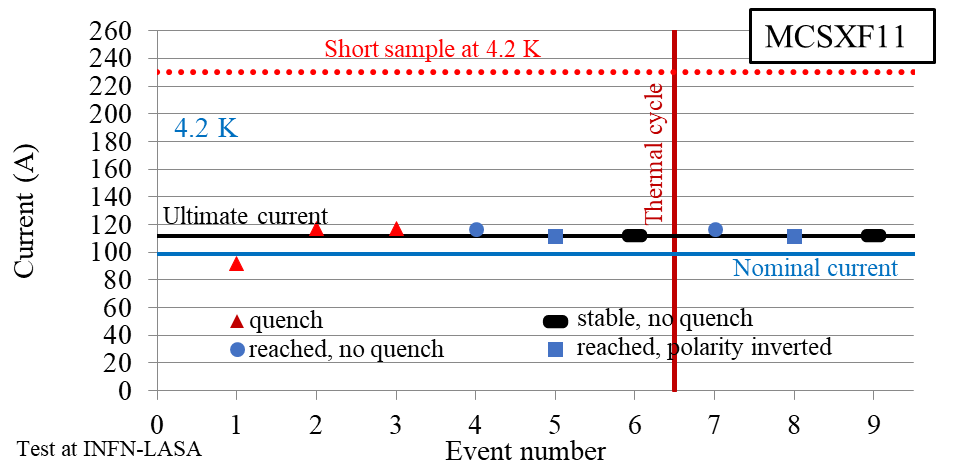 MCSXF11
260
240
220
200
180
160
140
120
100
80
60
40
20
0
Current (A)
Short sample at 4.2 K
4.2 K
Thermal cycle
Ultimate current
Nominal current
quench
stable, no quench
reached, no quench
reached, polarity inverted
0 1 2 3 4 5 6 7 8 9
Event number
Test at INFN-LASA